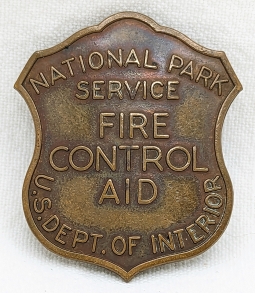 NATIONAL PARK
SERVICE
FIRE
CONTROL
AID
U.S. DEPT. OF INTERIOR